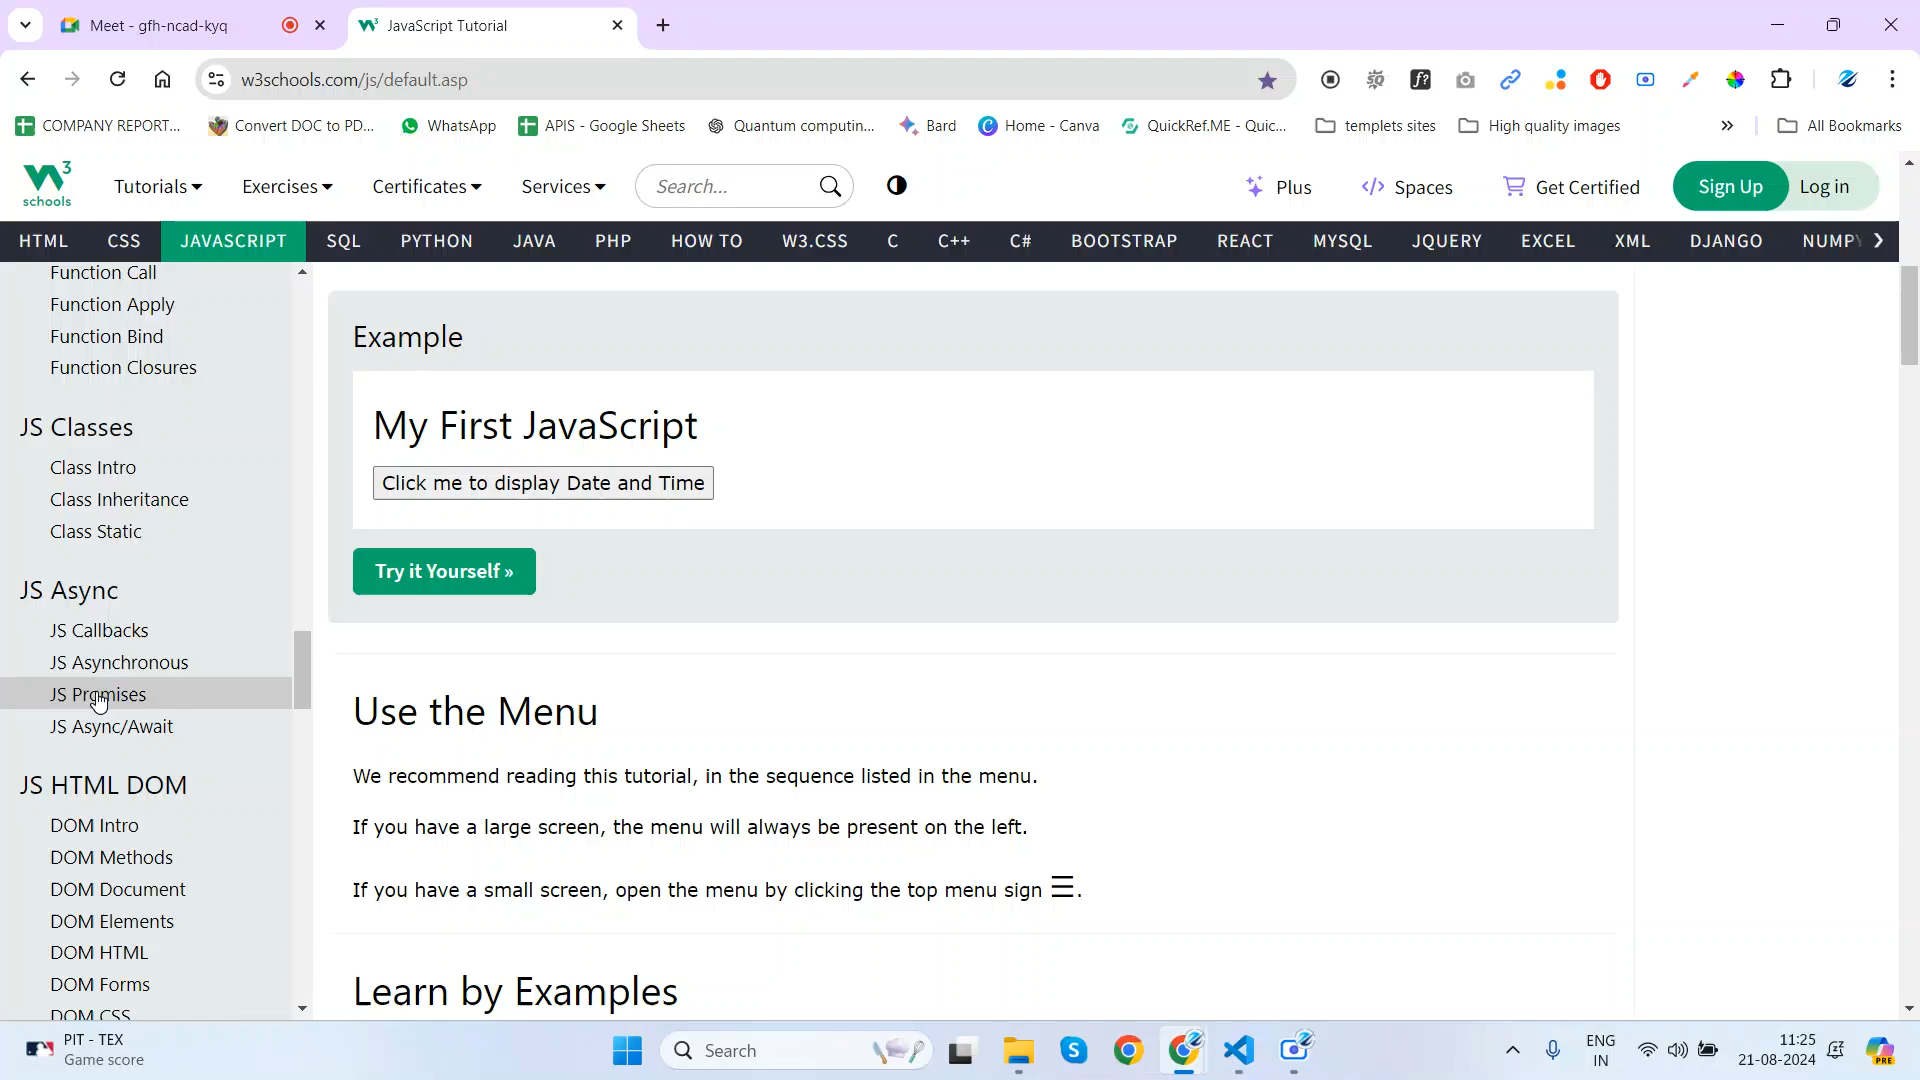 Meet - gfh-ncad-kyq
JavaScript Tutorial
w3schools.com/js/default.asp
COMPANY REPORT...
Convert DOC to PD...
WhatsApp
APIS - Google Sheets
Quantum computin...
Bard
Home - Canva
QuickRef.ME - Quic...
templets sites
High quality images
All Bookmarks
schools
Tutorials
Exercises
Certificates
Services
Search...
Plus
Spaces
Get Certified
Sign Up
Log in
HTML
CSS
JAVASCRIPT
SQL
PYTHON
JAVA
PHP
HOW TO
W3.CSS
C
C++
C#
BOOTSTRAP
REACT
MYSQL
JQUERY
EXCEL
XML
DJANGO
NUMPY
Function Call
Function Apply
Function Bind
Function Closures
JS Classes
Class Intro
Class Inheritance
Class Static
JS Async
JS Callbacks
JS Asynchronous
JS Promises
JS Async/Await
JS HTML DOM
DOM Intro
DOM Methods
DOM Document
DOM Elements
DOM HTML
DOM Forms
DOM CSS
Example
My First JavaScript
Click me to display Date and Time
Try it Yourself »
Use the Menu
We recommend reading this tutorial, in the sequence listed in the menu.
If you have a large screen, the menu will always be present on the left.
If you have a small screen, open the menu by clicking the top menu sign ☰.
Learn by Examples
PIT - TEX
Game score
Search
ENG
IN
11:25
21-08-2024
PRE